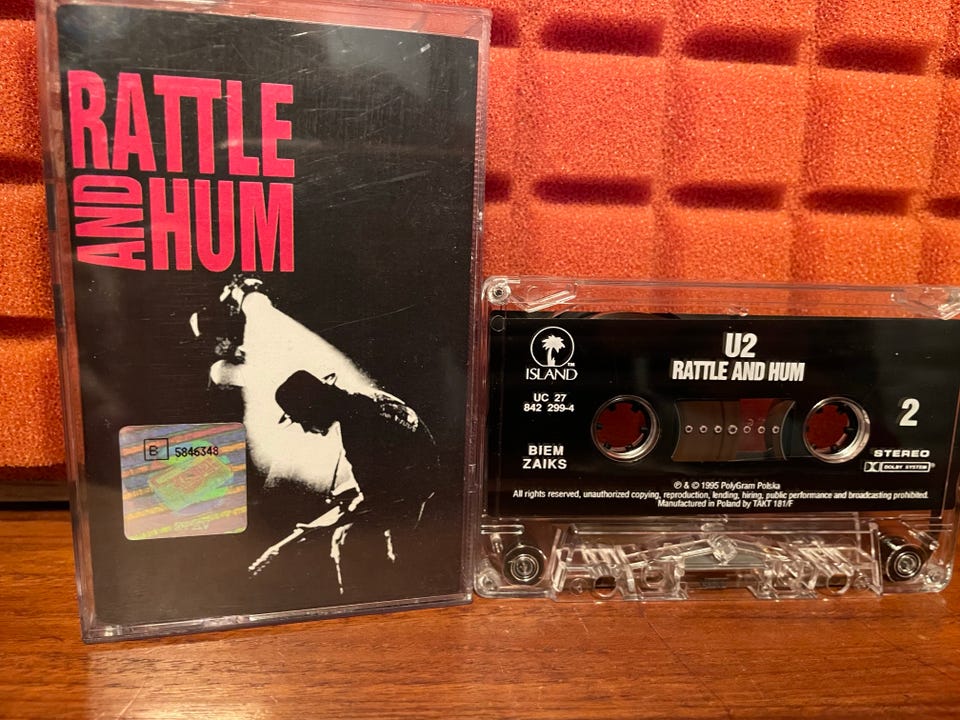 RATTLE
AND HUM
B 5846348
ISLAND
TM
UC 27
842 299-4
BIEM
ZAIKS
U2
RATTLE AND HUM
2
STEREO
DOLBY SYSTEM®
℗ & © 1995 PolyGram Polska
All rights reserved, unauthorized copying, reproduction, lending, hiring, public performance and broadcasting prohibited.
Manufactured in Poland by TAKT 181/F